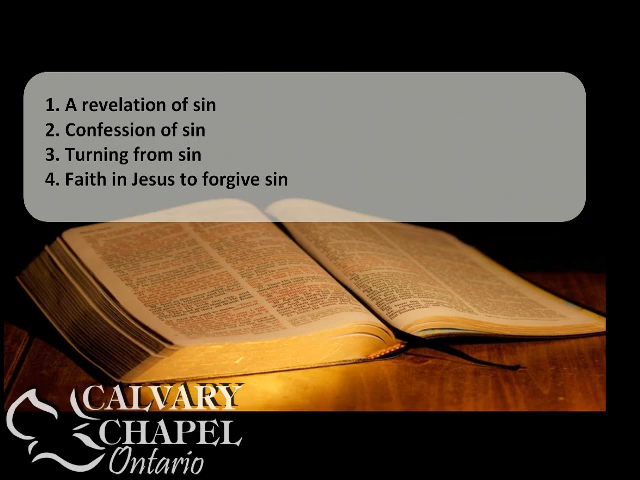 1. A revelation of sin
2. Confession of sin
3. Turning from sin
4. Faith in Jesus to forgive sin
CALVARY
CHAPEL
Ontario